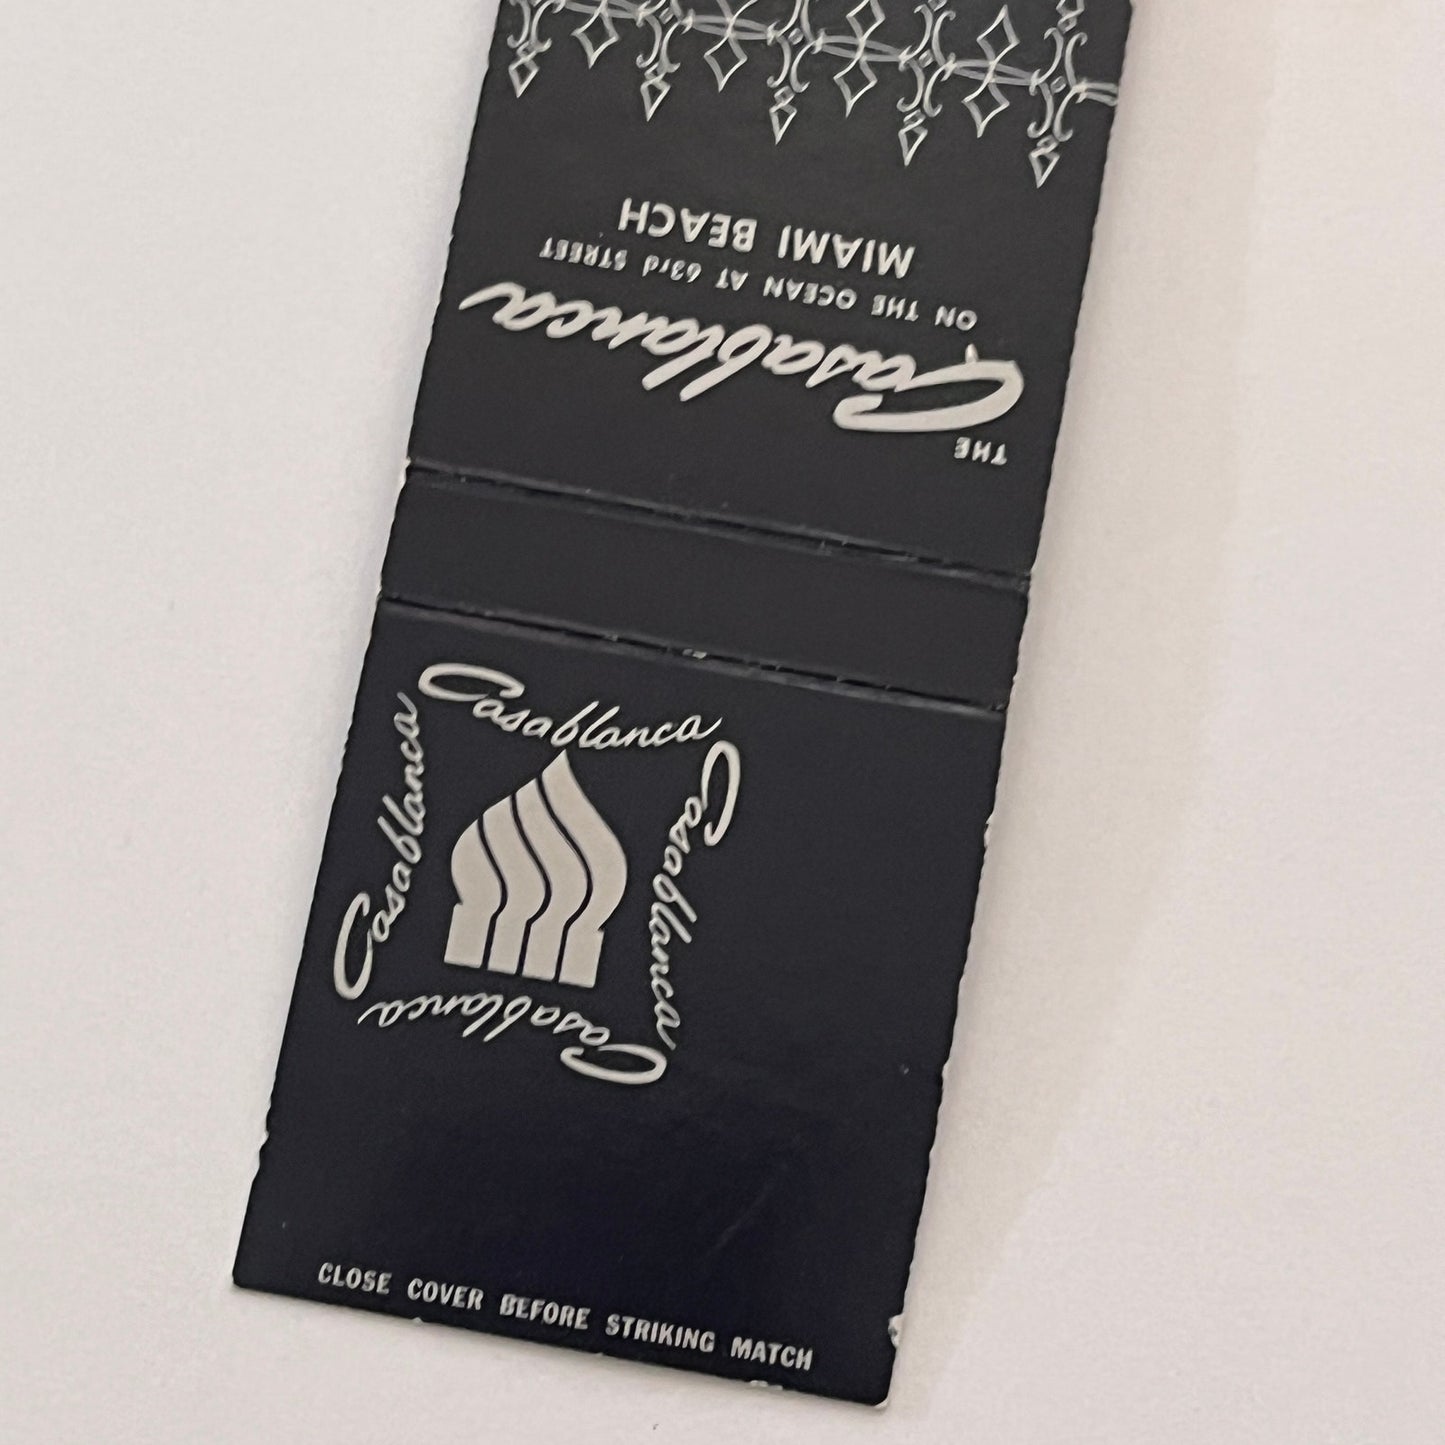 THE
Casablanca
ON THE OCEAN AT 63rd STREET
MIAMI BEACH
Casablanca
Casablanca
Casablanca
Casablanca
CLOSE COVER BEFORE STRIKING MATCH